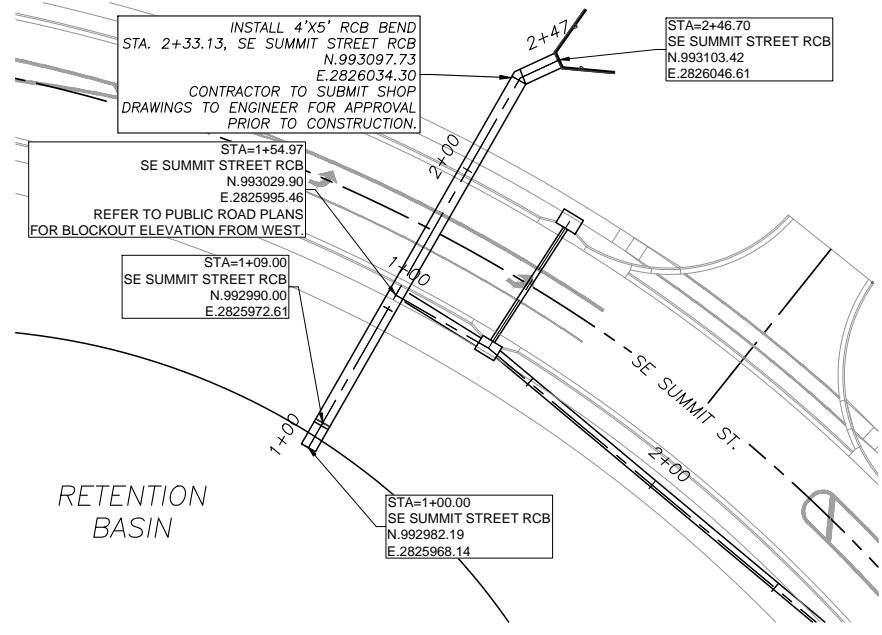 INSTALL 4'X5' RCB BEND
STA. 2+33.13, SE SUMMIT STREET RCB
N.993097.73
E.2826034.30
CONTRACTOR TO SUBMIT SHOP
DRAWINGS TO ENGINEER FOR APPROVAL
PRIOR TO CONSTRUCTION.
2+47
STA=2+46.70
SE SUMMIT STREET RCB
N.993103.42
E.2826046.61
STA=1+54.97
SE SUMMIT STREET RCB
N.993029.90
E.2825995.46
REFER TO PUBLIC ROAD PLANS
FOR BLOCKOUT ELEVATION FROM WEST.
2+00
1+00
STA=1+09.00
SE SUMMIT STREET RCB
N.992990.00
E.2825972.61
SE SUMMIT ST.
1+00
2+00
RETENTION
BASIN
STA=1+00.00
SE SUMMIT STREET RCB
N.992982.19
E.2825968.14